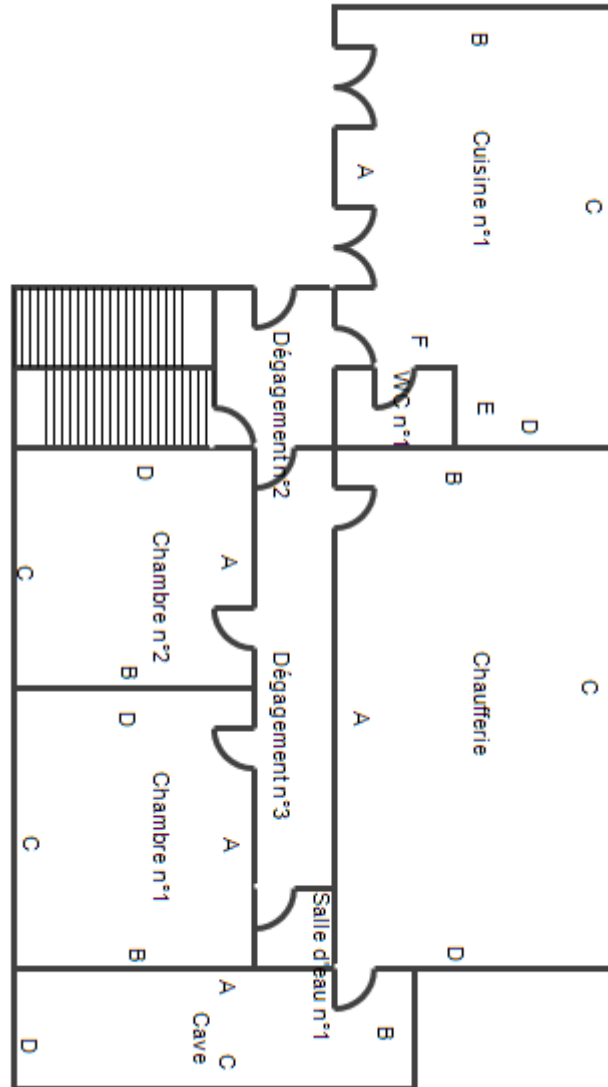 C
C
D
B
Cuisine n°1
E
Chaufferie
B
D
F
WC n°1
B
A
A
Salle d'eau n°1
Dégagement n°2
Dégagement n°3
A
A
A
C
Cave
Chambre n°2
Chambre n°1
D
B
D
B
C
C
D